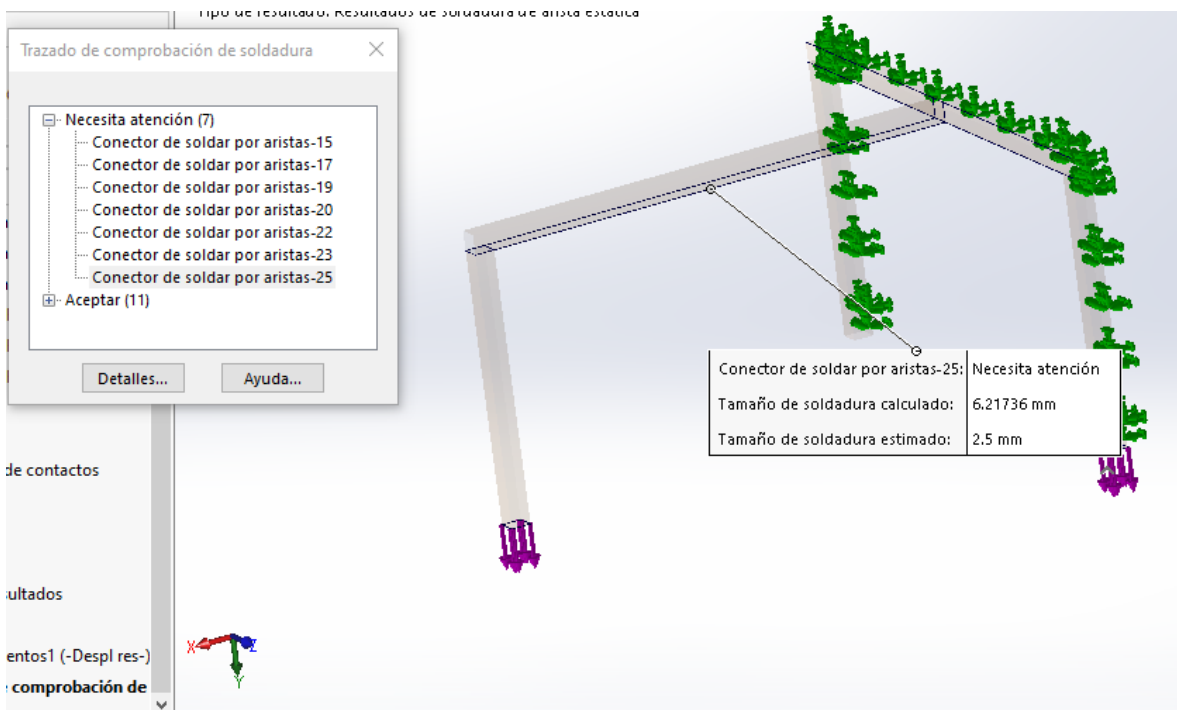 Tipo de resultado: Resultados de soldadura de arista estática
Trazado de comprobación de soldadura
Necesita atención (7)
Conector de soldar por aristas-15
Conector de soldar por aristas-17
Conector de soldar por aristas-19
Conector de soldar por aristas-20
Conector de soldar por aristas-22
Conector de soldar por aristas-23
Conector de soldar por aristas-25
Aceptar (11)
Detalles...
Ayuda...
Conector de soldar por aristas-25: Necesita atención
Tamaño de soldadura calculado: 6.21736 mm
Tamaño de soldadura estimado: 2.5 mm
de contactos
sultados
entos1 (-Despl res-)
comprobación de
X
Z
Y